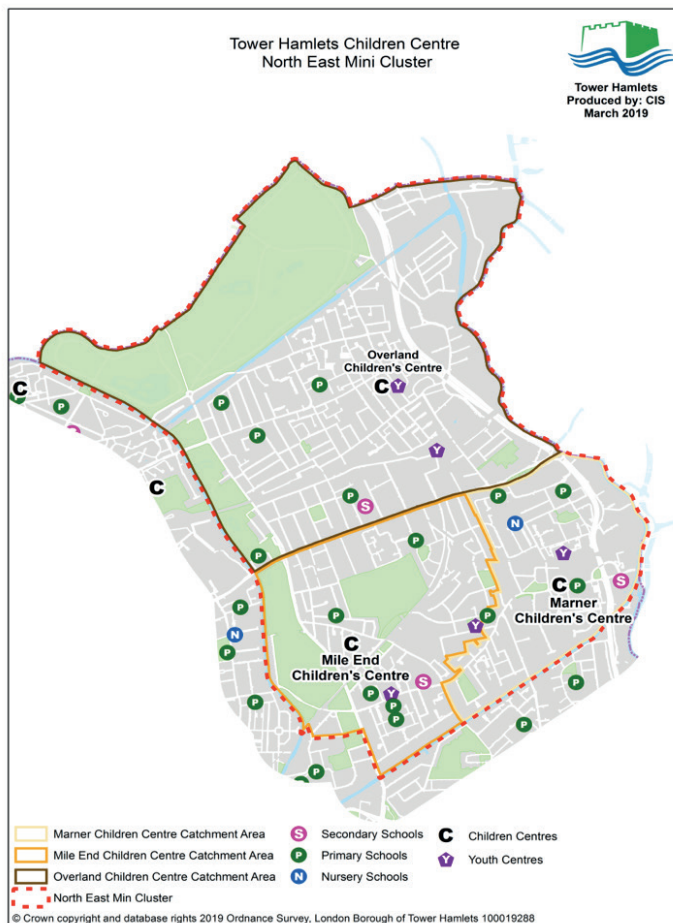 Tower Hamlets Children Centre
North East Mini Cluster
Tower Hamlets
Produced by: CIS
March 2019
Overland
Children's Centre
C
Y
P
P
C
P
P
Y
C
P
S
P
P
N
P
Y
P
C
P
S
Marner
Children's Centre
P
P
P
Y
N
C
P
Mile End
Children's Centre
S
P
P
Y
P
P
P
P
P
Marner Children Centre Catchment Area
Mile End Children Centre Catchment Area
Overland Children Centre Catchment Area
North East Min Cluster
S Secondary Schools
P Primary Schools
N Nursery Schools
C Children Centres
Y Youth Centres
© Crown copyright and database rights 2019 Ordnance Survey, London Borough of Tower Hamlets 100019288